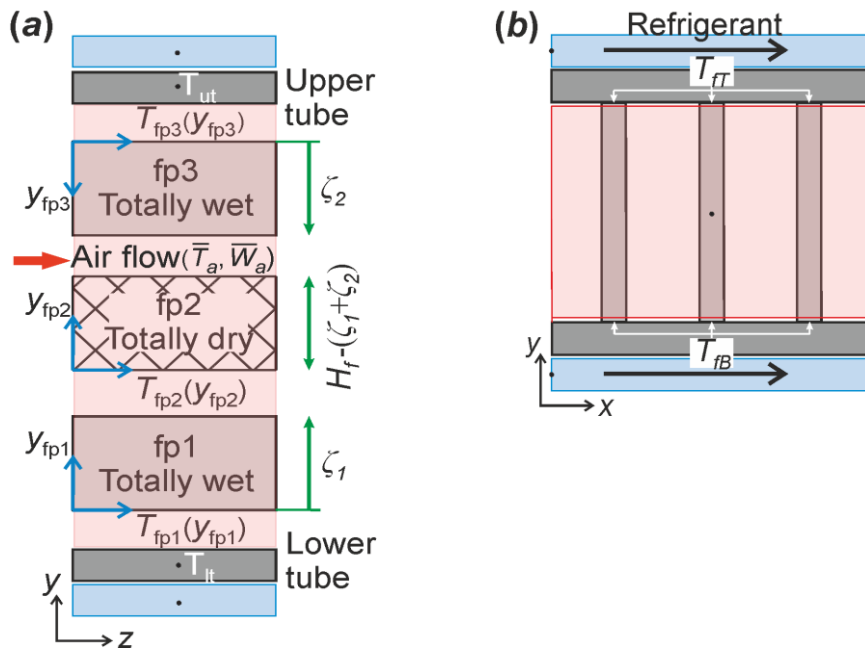 (a)
T_ut
Upper tube
T_fp3(y_fp3)
y_fp3
fp3
Totally wet
ζ_2
Air flow(T̅_a, W̅_a)
y_fp2
fp2
Totally dry
H_f-(ζ_1+ζ_2)
T_fp2(y_fp2)
y_fp1
fp1
Totally wet
ζ_1
T_fp1(y_fp1)
T_lt
Lower tube
y
z
(b)
Refrigerant
T_fT
T_fB
y
x